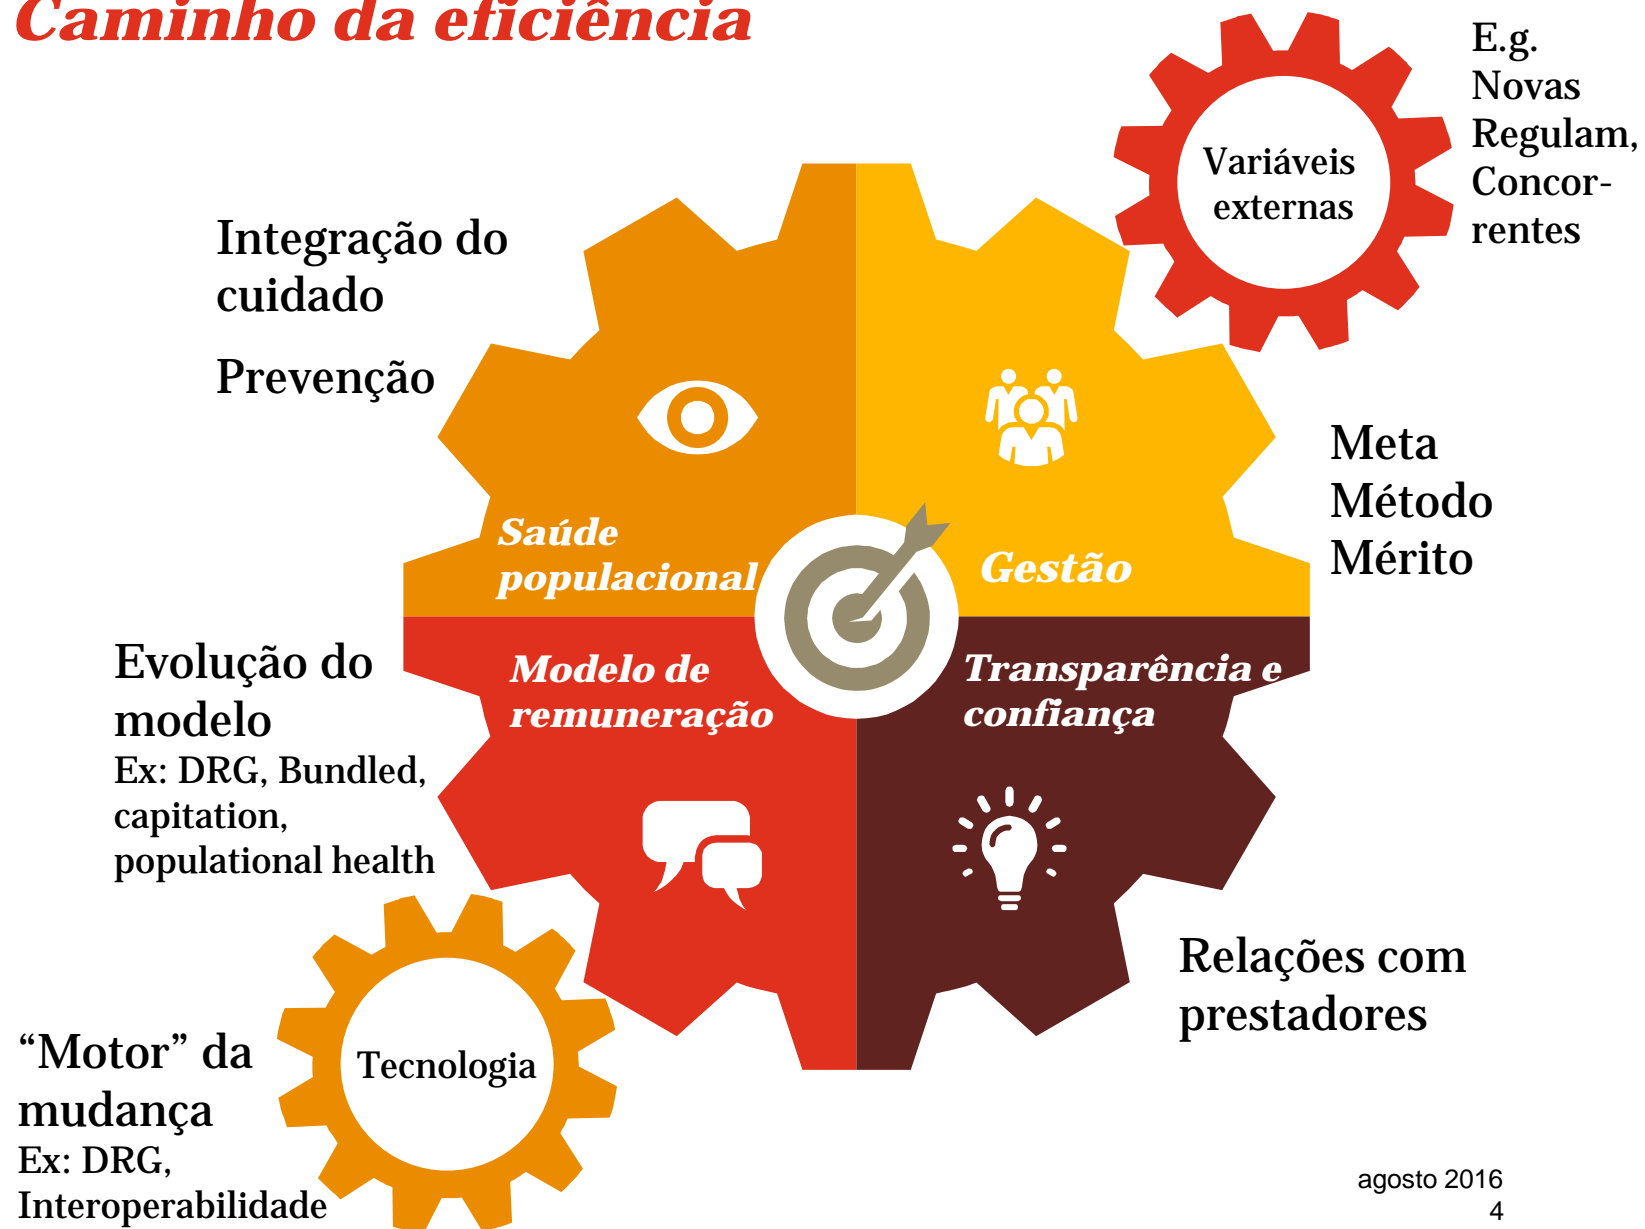 Caminho da eficiência
E.g.
Novas
Regulam,
Concor-
rentes
Variáveis
externas
Integração do
cuidado
Prevenção
Saúde
populacional
Gestão
Meta
Método
Mérito
Evolução do
modelo
Ex: DRG, Bundled,
capitation,
populational health
Modelo de
remuneração
Transparência e
confiança
Relações com
prestadores
“Motor” da
mudança
Ex: DRG,
Interoperabilidade
Tecnologia
agosto 2016
4